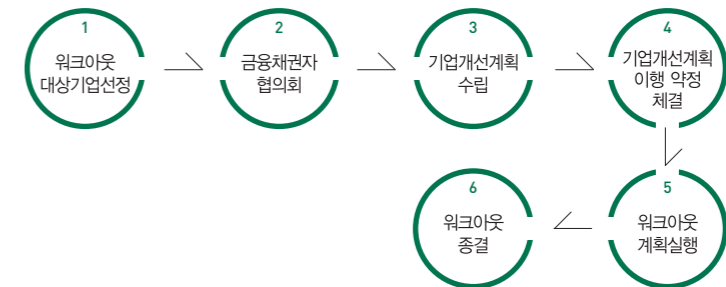 1
워크아웃
대상기업선정
2
금융채권자
협의회
3
기업개선계획
수립
4
기업개선계획
이행 약정
체결
5
워크아웃
계획실행
6
워크아웃
종결